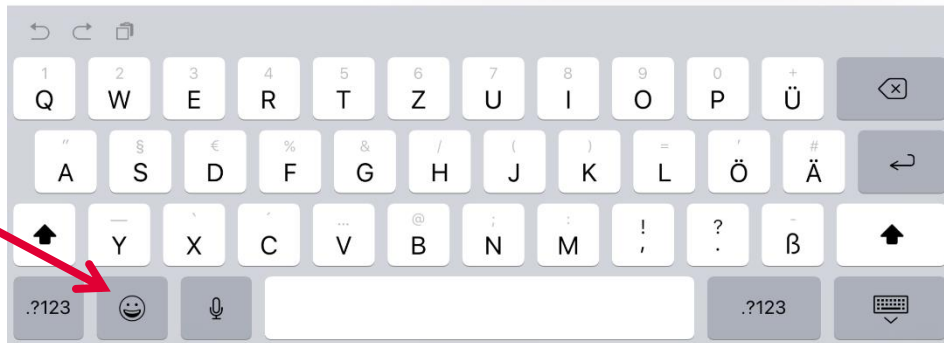 1 2 3 4 5 6 7 8 9 0 +
Q W E R T Z U I O P Ü
" § € % & / ( ) = ' #
A S D F G H J K L Ö Ä
_ ` ´ ... @ ; : ! ? -
Y X C V B N M , . ß
.?123 .?123